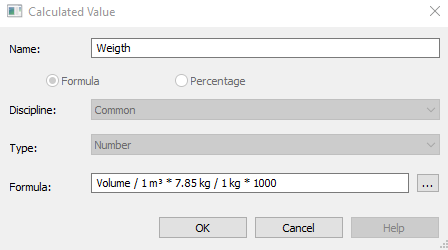 Calculated Value
Name: Weigth
Formula Percentage
Discipline: Common
Type: Number
Formula: Volume / 1 m³ * 7.85 kg / 1 kg * 1000 ...
OK Cancel Help